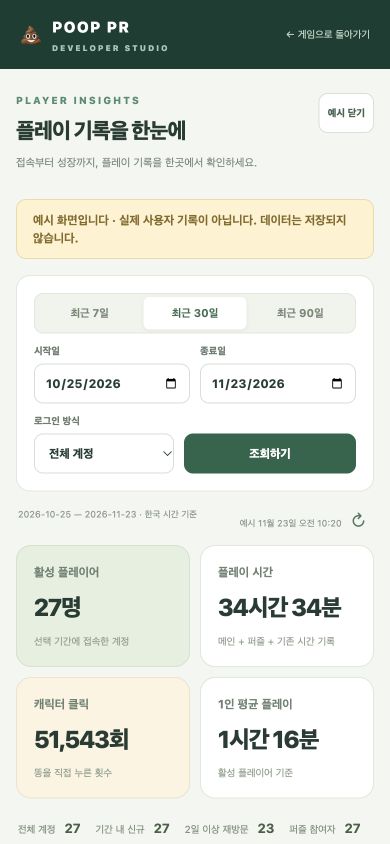 POOP PR
DEVELOPER STUDIO
← 게임으로 돌아가기
PLAYER INSIGHTS
플레이 기록을 한눈에
예시 닫기
접속부터 성장까지, 플레이 기록을 한곳에서 확인하세요.
예시 화면입니다 · 실제 사용자 기록이 아닙니다. 데이터는 저장되지
않습니다.
최근 7일 최근 30일 최근 90일
시작일 종료일
10/25/2026 11/23/2026
로그인 방식
전체 계정 조회하기
2026-10-25 — 2026-11-23 · 한국 시간 기준
예시 11월 23일 오전 10:20
활성 플레이어
27명
선택 기간에 접속한 계정
플레이 시간
34시간 34분
메인 + 퍼즐 + 기존 시간 기록
캐릭터 클릭
51,543회
똥을 직접 누른 횟수
1인 평균 플레이
1시간 16분
활성 플레이어 기준
전체 계정 27 기간 내 신규 27 2일 이상 재방문 23 퍼즐 참여자 27